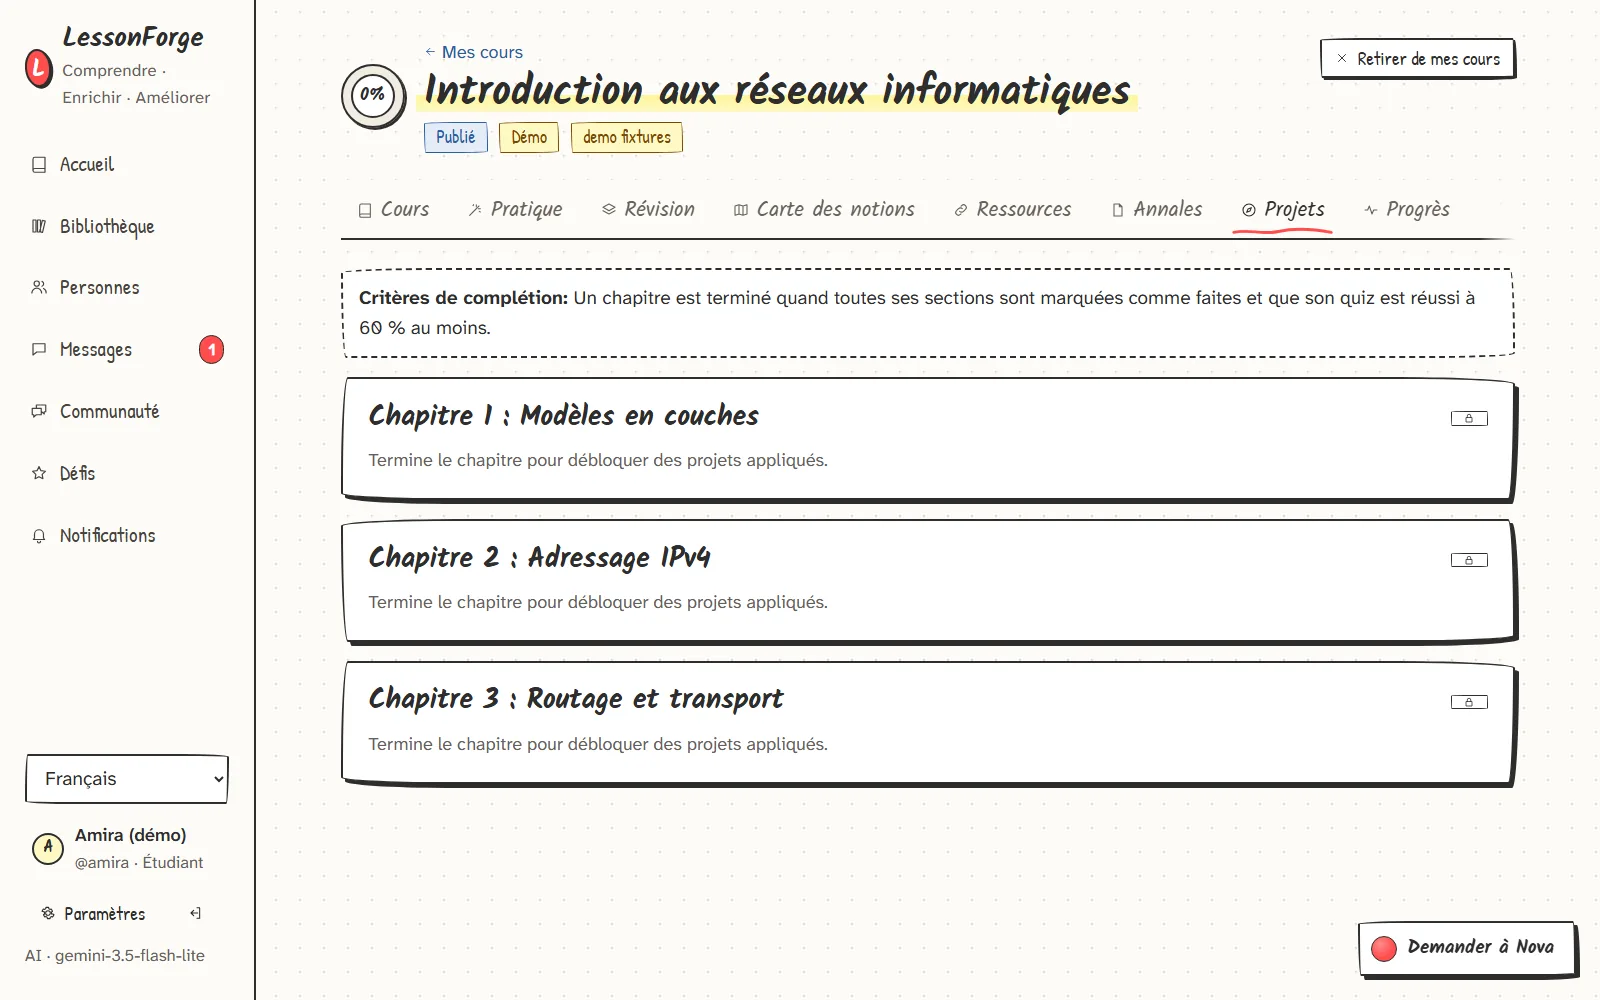 LessonForge
L
Comprendre ·
Enrichir · Améliorer
Accueil
Bibliothèque
Personnes
Messages 1
Communauté
Défis
Notifications
Français
A
Amira (démo)
@amira · Étudiant
Paramètres
AI · gemini-3.5-flash-lite
← Mes cours
0%
Introduction aux réseaux informatiques
Publié Démo demo fixtures
× Retirer de mes cours
Cours Pratique Révision Carte des notions Ressources Annales Projets Progrès
Critères de complétion: Un chapitre est terminé quand toutes ses sections sont marquées comme faites et que son quiz est réussi à
60 % au moins.
Chapitre 1 : Modèles en couches
Termine le chapitre pour débloquer des projets appliqués.
Chapitre 2 : Adressage IPv4
Termine le chapitre pour débloquer des projets appliqués.
Chapitre 3 : Routage et transport
Termine le chapitre pour débloquer des projets appliqués.
Demander à Nova